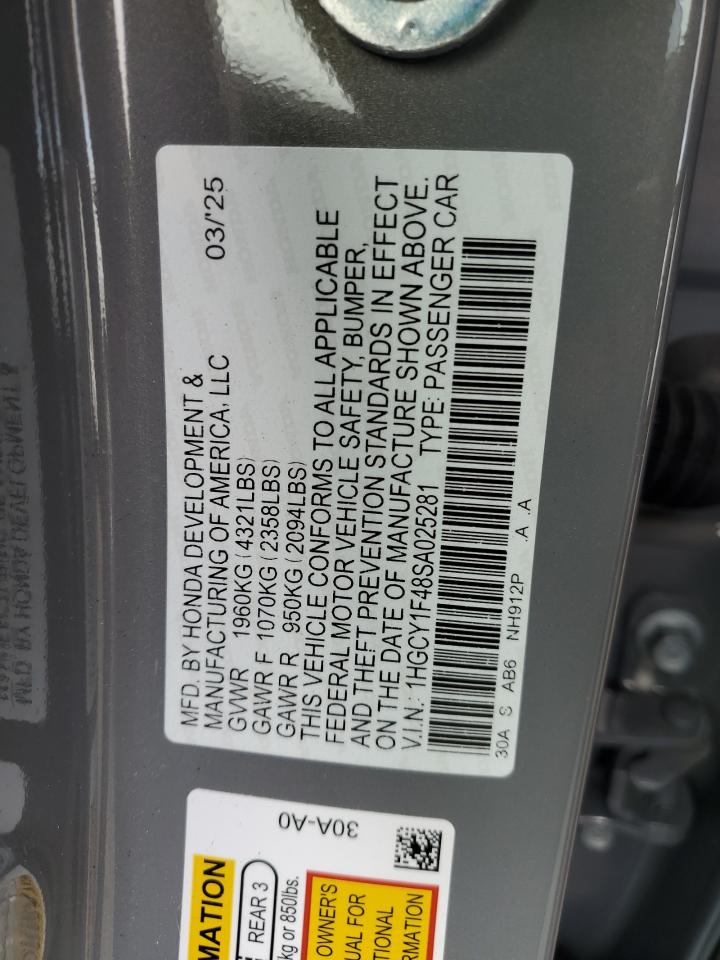 MFD. BY HONDA DEVELOPMENT &
MANUFACTURING OF AMERICA, LLC 03/'25
GVWR 1960KG (4321LBS)
GAWR F 1070KG (2358LBS)
GAWR R 950KG (2094LBS)
THIS VEHICLE CONFORMS TO ALL APPLICABLE
FEDERAL MOTOR VEHICLE SAFETY, BUMPER,
AND THEFT PREVENTION STANDARDS IN EFFECT
ON THE DATE OF MANUFACTURE SHOWN ABOVE.
V.I.N.: 1HGCY1F48SA025281 TYPE: PASSENGER CAR
30A S AB6 NH912P .A .A
30A-A0
MATION
REAR 3
kg or 850lbs.
OWNER'S
UAL FOR
TIONAL
RMATION